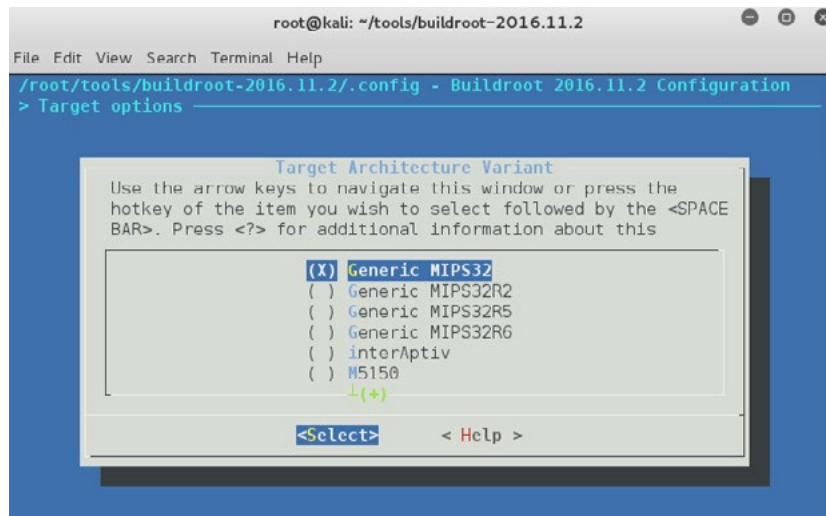 root@kali: ~/tools/buildroot-2016.11.2
File Edit View Search Terminal Help
/root/tools/buildroot-2016.11.2/.config - Buildroot 2016.11.2 Configuration
> Target options
Target Architecture Variant
Use the arrow keys to navigate this window or press the
hotkey of the item you wish to select followed by the <SPACE
BAR>. Press <?> for additional information about this
(X) Generic MIPS32
( ) Generic MIPS32R2
( ) Generic MIPS32R5
( ) Generic MIPS32R6
( ) interAptiv
( ) M5150
┴(+)
<Select> < Help >